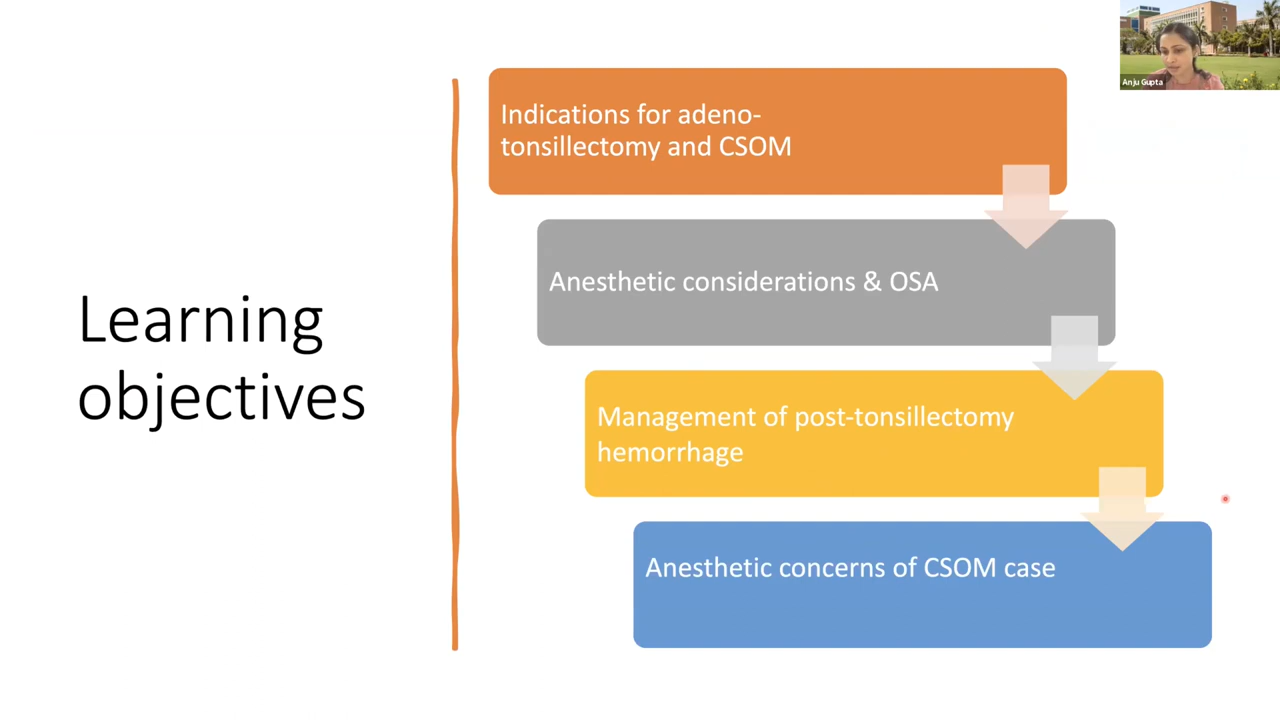 Learning
objectives
Indications for adeno-
tonsillectomy and CSOM
Anesthetic considerations & OSA
Management of post-tonsillectomy
hemorrhage
Anesthetic concerns of CSOM case
Anju Gupta